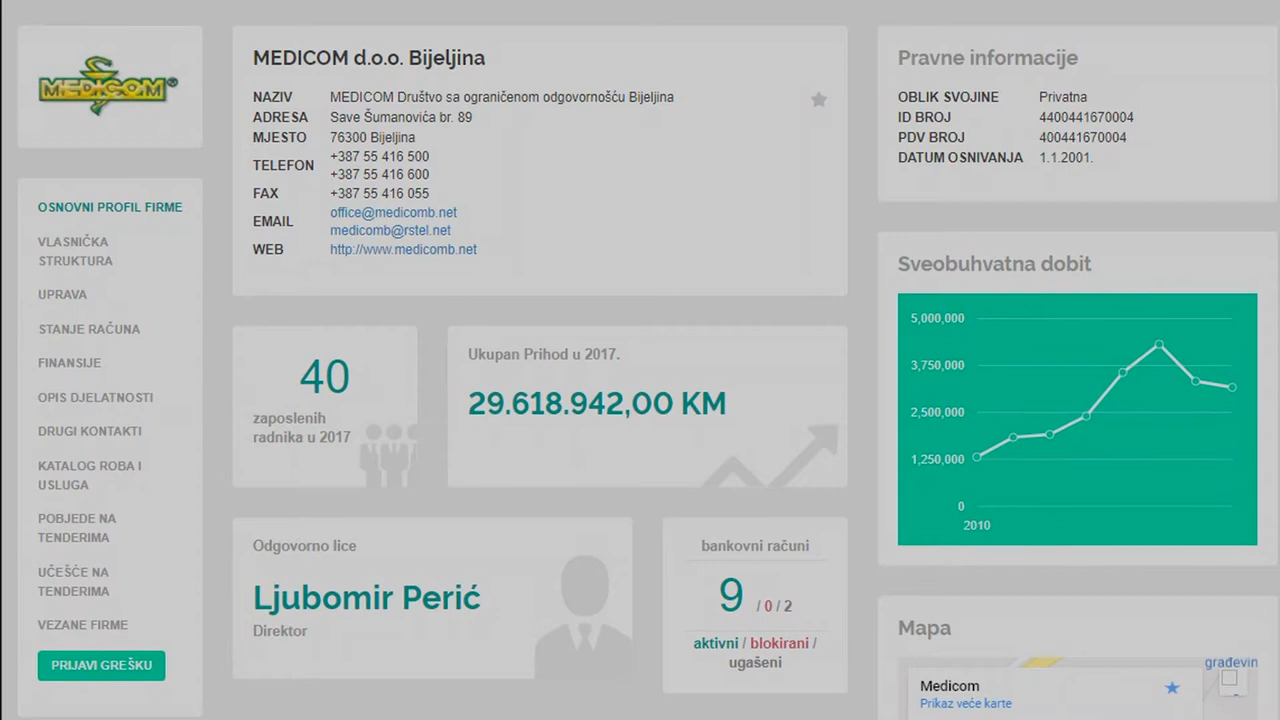 MEDICOM®
OSNOVNI PROFIL FIRME
VLASNIČKA
STRUKTURA
UPRAVA
STANJE RAČUNA
FINANSIJE
OPIS DJELATNOSTI
DRUGI KONTAKTI
KATALOG ROBA I
USLUGA
POBJEDE NA
TENDERIMA
UČEŠĆE NA
TENDERIMA
VEZANE FIRME
PRIJAVI GREŠKU
MEDICOM d.o.o. Bijeljina
NAZIV MEDICOM Društvo sa ograničenom odgovornošću Bijeljina
ADRESA Save Šumanovića br. 89
MJESTO 76300 Bijeljina
TELEFON +387 55 416 500
+387 55 416 600
FAX +387 55 416 055
EMAIL office@medicomb.net
medicomb@rstel.net
WEB http://www.medicomb.net
40
zaposlenih
radnika u 2017
Ukupan Prihod u 2017.
29.618.942,00 KM
Odgovorno lice
Ljubomir Perić
Direktor
bankovni računi
9 / 0 / 2
aktivni / blokirani /
ugašeni
Pravne informacije
OBLIK SVOJINE Privatna
ID BROJ 4400441670004
PDV BROJ 400441670004
DATUM OSNIVANJA 1.1.2001.
Sveobuhvatna dobit
5,000,000
3,750,000
2,500,000
1,250,000
0
2010
Mapa
građevin
Medicom
Prikaz veće karte